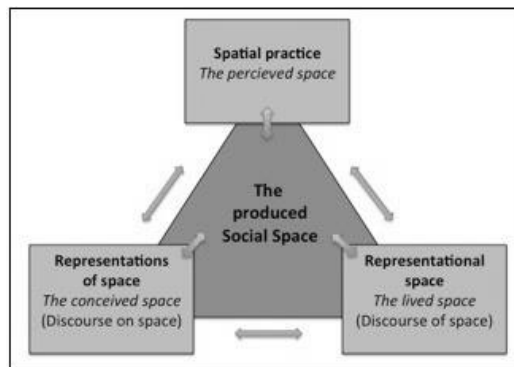 Spatial practice
The percieved space
The
produced
Social Space
Representations
of space
The conceived space
(Discourse on space)
Representational
space
The lived space
(Discourse of space)